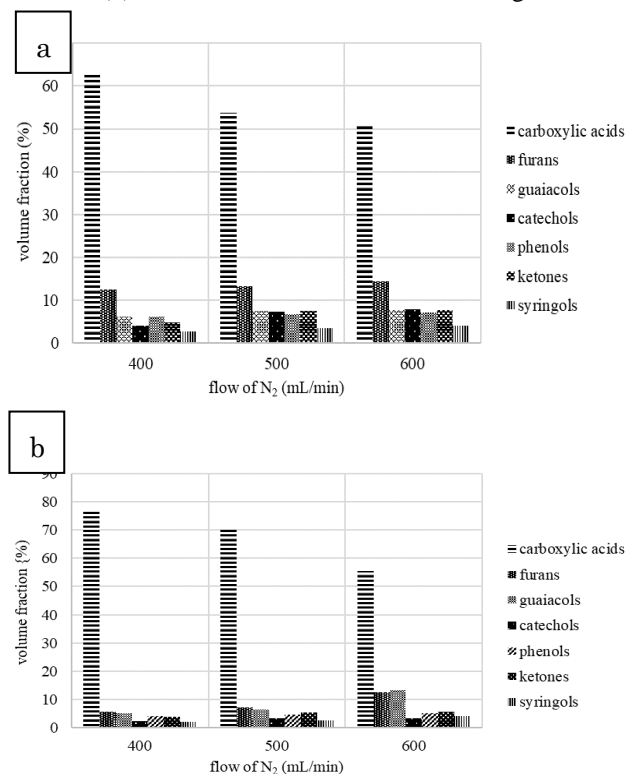 a
60
50
40
30
20
10
0
volume fraction (%)
400 500 600
flow of N₂ (mL/min)
carboxylic acids
furans
guaiacols
catechols
phenols
ketones
syringols
b
90
80
70
60
50
40
30
20
10
0
volume fraction {%)
400 500 600
flow of N₂ (mL/min)
carboxylic acids
furans
guaiacols
catechols
phenols
ketones
syringols